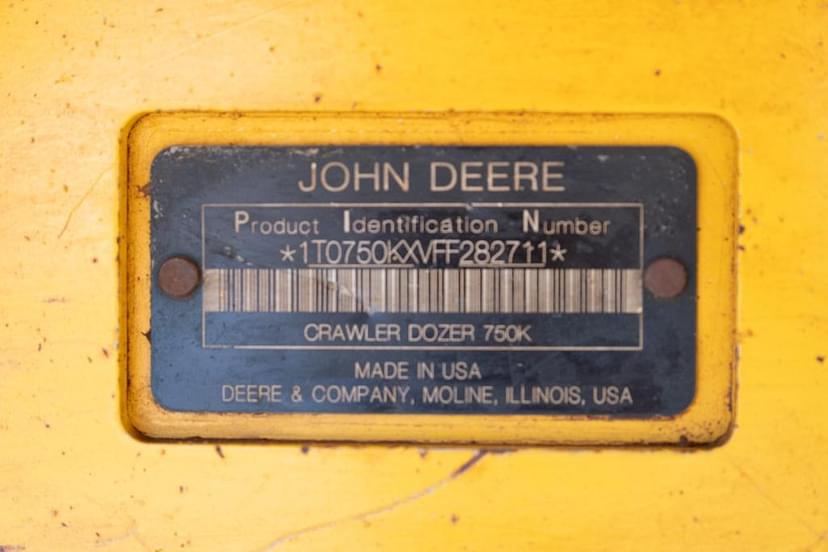 JOHN DEERE
Product Identification Number
*1T0750KXVFF282711*
CRAWLER DOZER 750K
MADE IN USA
DEERE & COMPANY, MOLINE, ILLINOIS, USA